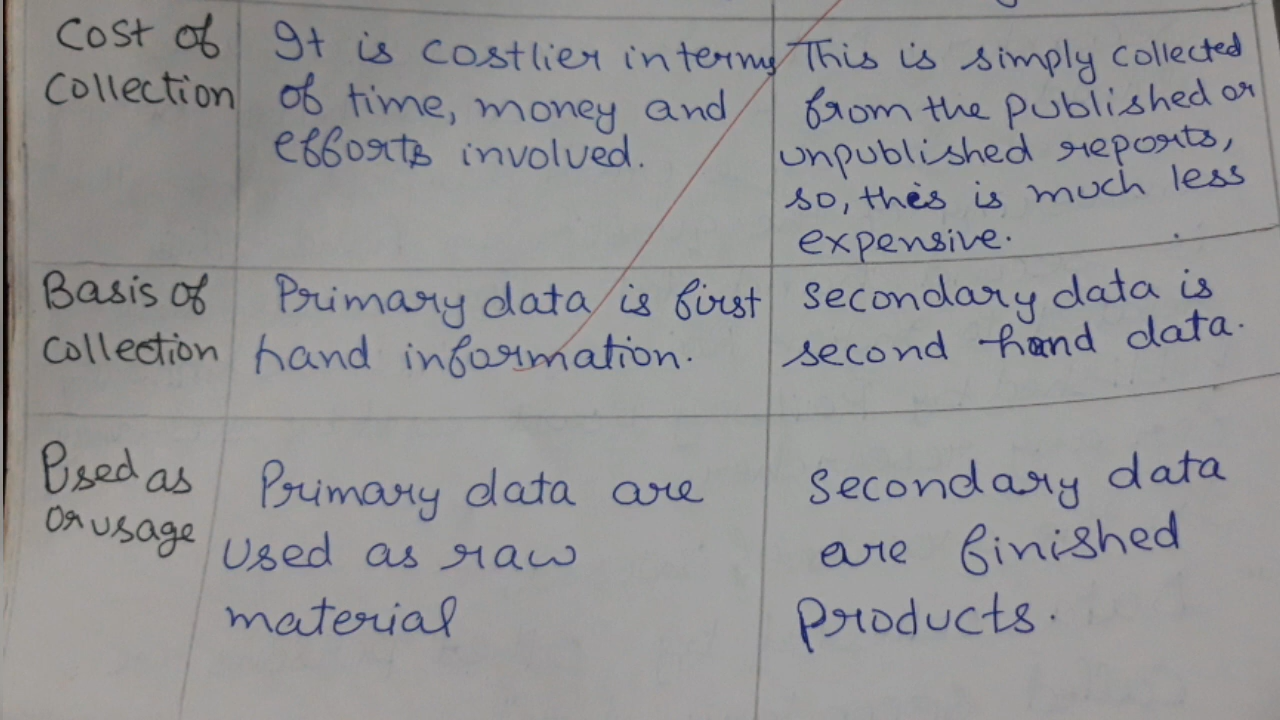 Cost of
Collection
It is costlier in terms
of time, money and
efforts involved.
This is simply collected
from the published or
unpublished reports,
so, this is much less
expensive.
Basis of
collection
Primary data is first
hand information.
Secondary data is
second hand data.
Used as
or usage
Primary data are
used as raw
material
Secondary data
are finished
products.